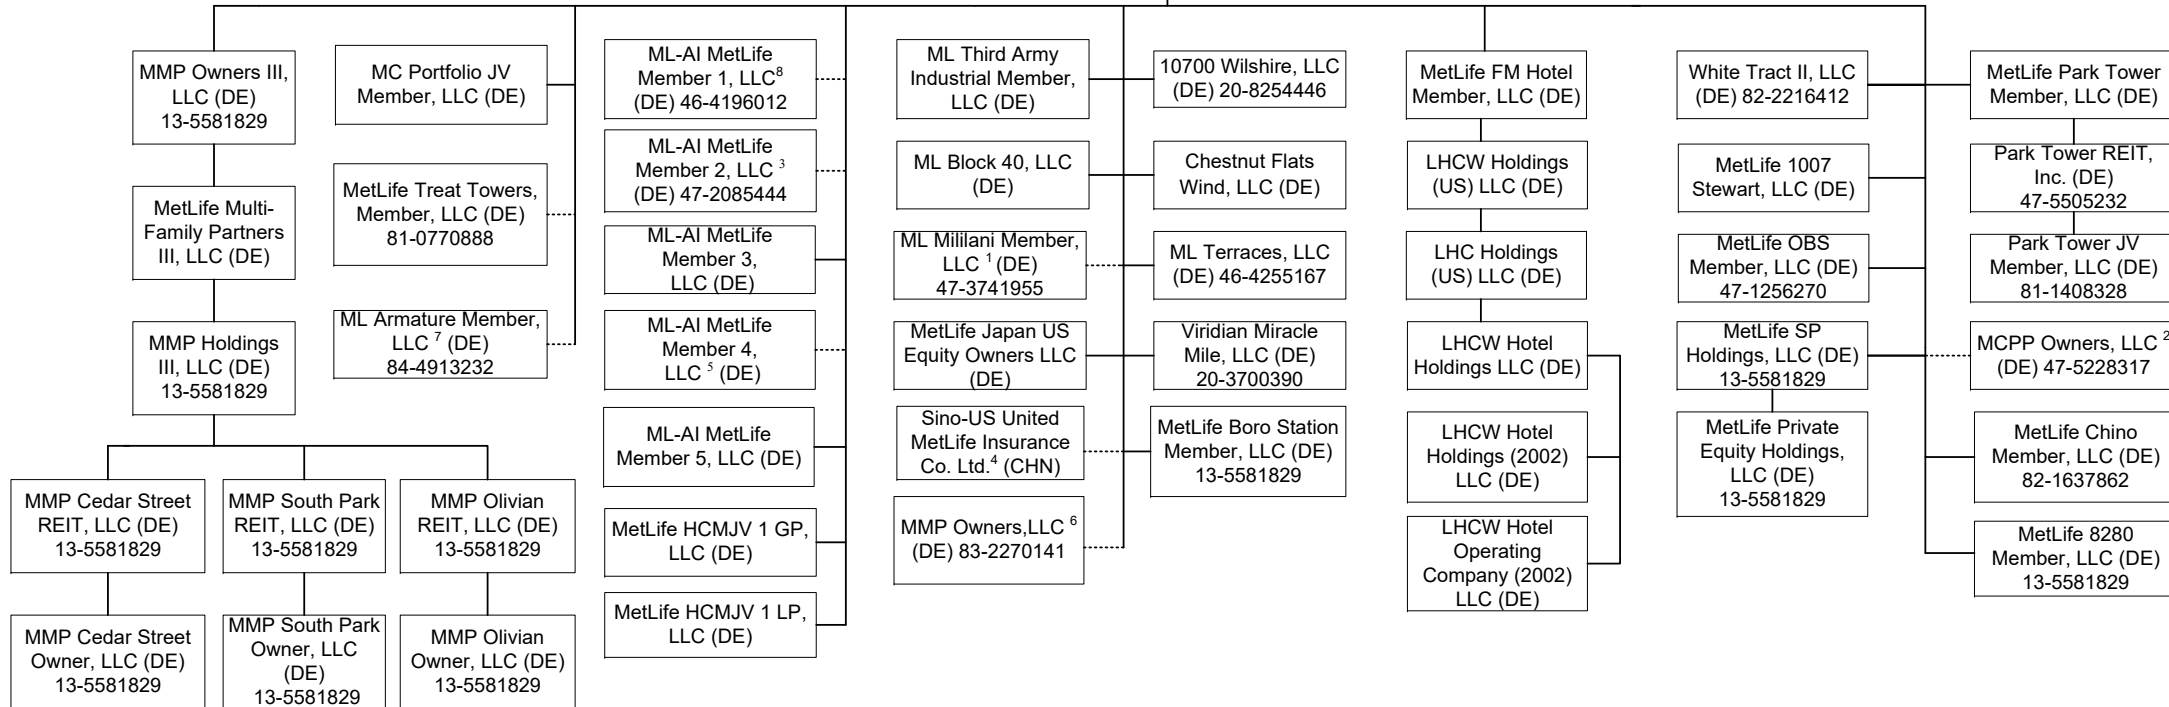 MMP Owners III,
LLC (DE)
13-5581829
MetLife Multi-
Family Partners
III, LLC (DE)
MMP Holdings
III, LLC (DE)
13-5581829
MMP Cedar Street
REIT, LLC (DE)
13-5581829
MMP South Park
REIT, LLC (DE)
13-5581829
MMP Olivian
REIT, LLC (DE)
13-5581829
MMP Cedar Street
Owner, LLC (DE)
13-5581829
MMP South Park
Owner, LLC
(DE)
13-5581829
MMP Olivian
Owner, LLC (DE)
13-5581829
MC Portfolio JV
Member, LLC (DE)
MetLife Treat Towers,
Member, LLC (DE)
81-0770888
ML Armature Member,
LLC 7 (DE)
84-4913232
ML-AI MetLife
Member 1, LLC8
(DE) 46-4196012
ML-AI MetLife
Member 2, LLC 3
(DE) 47-2085444
ML-AI MetLife
Member 3,
LLC (DE)
ML-AI MetLife
Member 4,
LLC 5 (DE)
ML-AI MetLife
Member 5, LLC (DE)
MetLife HCMJV 1 GP,
LLC (DE)
MetLife HCMJV 1 LP,
LLC (DE)
ML Third Army
Industrial Member,
LLC (DE)
ML Block 40, LLC
(DE)
ML Mililani Member,
LLC 1 (DE)
47-3741955
MetLife Japan US
Equity Owners LLC
(DE)
Sino-US United
MetLife Insurance
Co. Ltd.4 (CHN)
MMP Owners,LLC 6
(DE) 83-2270141
10700 Wilshire, LLC
(DE) 20-8254446
Chestnut Flats
Wind, LLC (DE)
ML Terraces, LLC
(DE) 46-4255167
Viridian Miracle
Mile, LLC (DE)
20-3700390
MetLife Boro Station
Member, LLC (DE)
13-5581829
MetLife FM Hotel
Member, LLC (DE)
LHCW Holdings
(US) LLC (DE)
LHC Holdings
(US) LLC (DE)
LHCW Hotel
Holdings LLC (DE)
LHCW Hotel
Holdings (2002)
LLC (DE)
LHCW Hotel
Operating
Company (2002)
LLC (DE)
White Tract II, LLC
(DE) 82-2216412
MetLife 1007
Stewart, LLC (DE)
MetLife OBS
Member, LLC (DE)
47-1256270
MetLife SP
Holdings, LLC (DE)
13-5581829
MetLife Private
Equity Holdings,
LLC (DE)
13-5581829
MetLife Park Tower
Member, LLC (DE)
Park Tower REIT,
Inc. (DE)
47-5505232
Park Tower JV
Member, LLC (DE)
81-1408328
MCPP Owners, LLC 2
(DE) 47-5228317
MetLife Chino
Member, LLC (DE)
82-1637862
MetLife 8280
Member, LLC (DE)
13-5581829